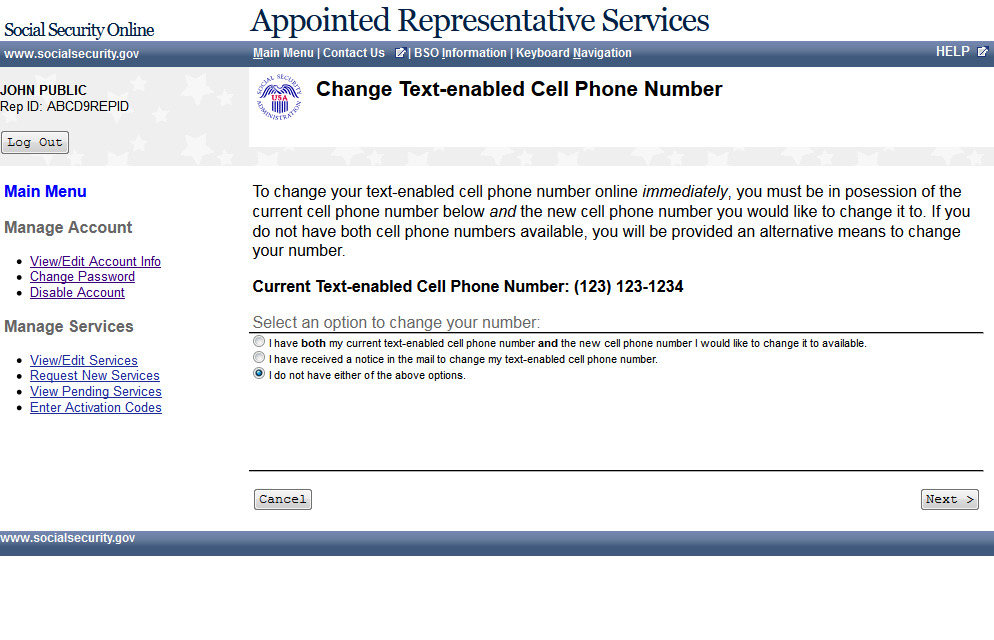 Social Security Online
Appointed Representative Services
www.socialsecurity.gov
Main Menu | Contact Us | BSO Information | Keyboard Navigation
HELP
JOHN PUBLIC
Rep ID: ABCD9REPID
Log Out
SOCIAL SECURITY ADMINISTRATION
USA
Change Text-enabled Cell Phone Number
Main Menu
Manage Account
View/Edit Account Info
Change Password
Disable Account
Manage Services
View/Edit Services
Request New Services
View Pending Services
Enter Activation Codes
To change your text-enabled cell phone number online immediately, you must be in posession of the
current cell phone number below and the new cell phone number you would like to change it to. If you
do not have both cell phone numbers available, you will be provided an alternative means to change
your number.
Current Text-enabled Cell Phone Number: (123) 123-1234
Select an option to change your number:
I have both my current text-enabled cell phone number and the new cell phone number I would like to change it to available.
I have received a notice in the mail to change my text-enabled cell phone number.
I do not have either of the above options.
Cancel
Next >
www.socialsecurity.gov